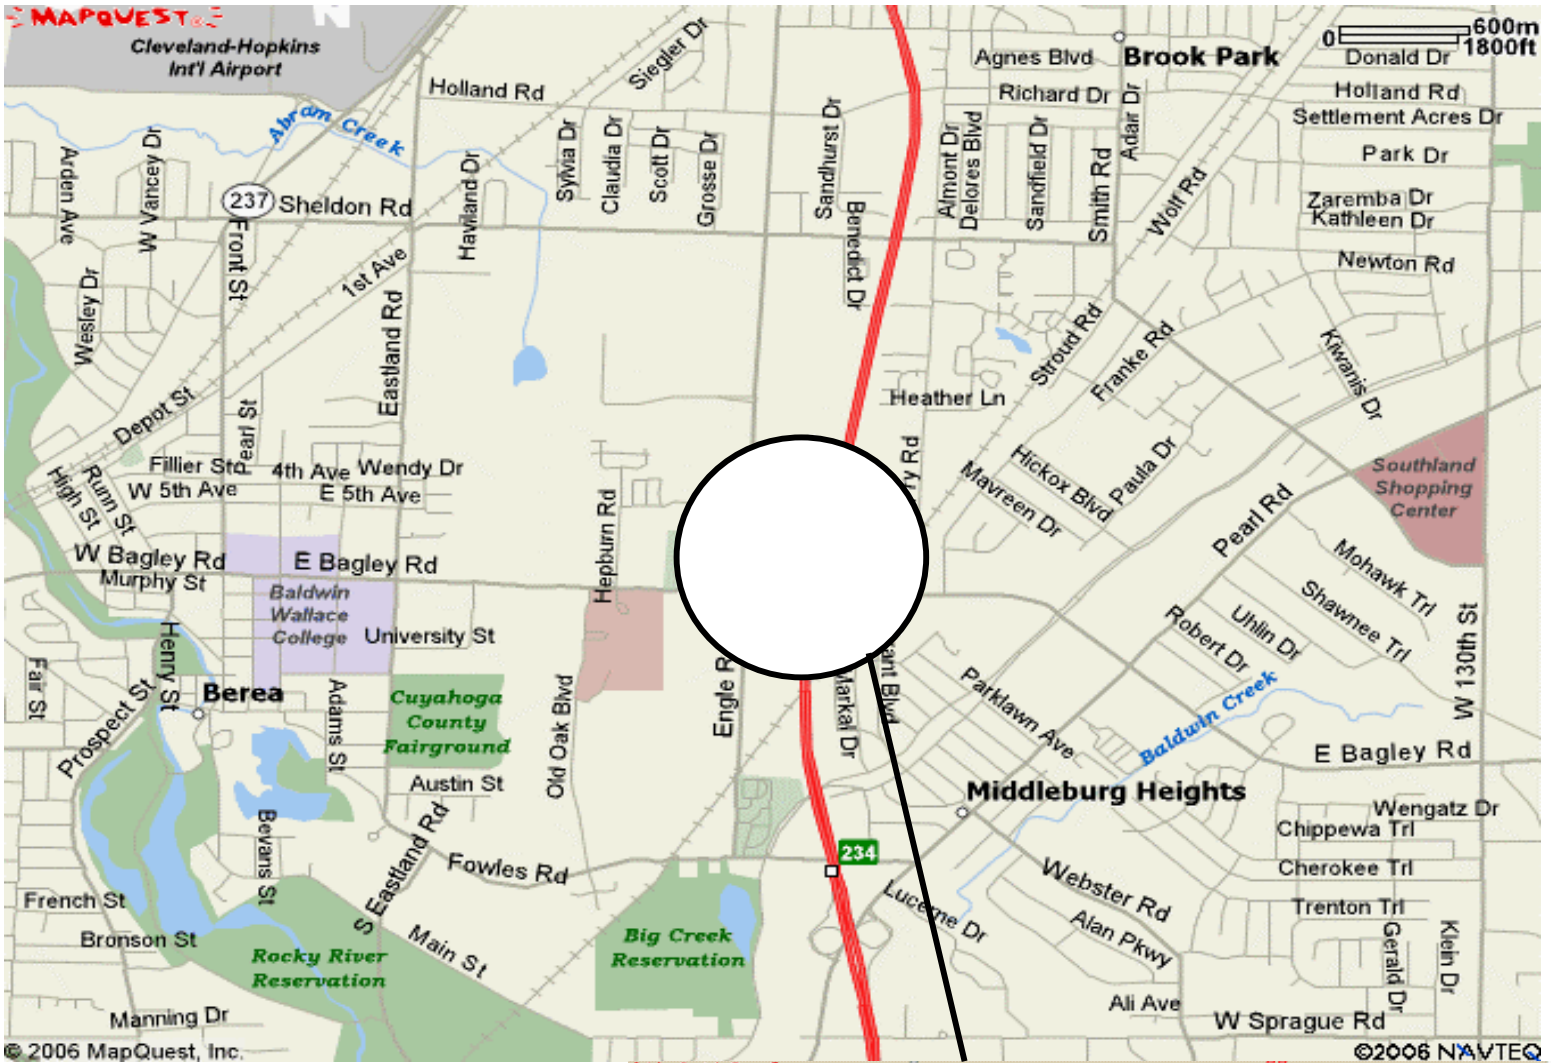 MAPQUEST
N
Cleveland-Hopkins
Int'l Airport
600m
0
1800ft
Siegler Dr
Agnes Blvd
Brook Park
Donald Dr
Holland Rd
Richard Dr
Holland Rd
Settlement Acres Dr
Abram Creek
Arden Ave
W Vancey Dr
Haviland Dr
Sylvia Dr
Claudia Dr
Scott Dr
Grosse Dr
Sandhurst Dr
Almont Dr
Delores Blvd
Sandfield Dr
Smith Rd
Adair Dr
Park Dr
Wolf Rd
Zaremba Dr
Kathleen Dr
237
Sheldon Rd
Front St
1st Ave
Benedict Dr
Newton Rd
Wesley Dr
Eastland Rd
Stroud Rd
Franke Rd
Kiwanis Dr
Heather Ln
Depot St
Pearl St
Fillier St
4th Ave
Wendy Dr
W 5th Ave
E 5th Ave
High St
Runn St
Hepburn Rd
ry Rd
Mavreen Dr
Hickox Blvd
Paula Dr
Pearl Rd
Southland
Shopping
Center
W Bagley Rd
E Bagley Rd
Murphy St
Baldwin
Wallace
College
University St
Mohawk Trl
Shawnee Trl
Uhlin Dr
Robert Dr
W 130th St
Henry St
Fair St
Prospect St
Berea
Adams St
Cuyahoga
County
Fairground
Old Oak Blvd
Engle R
Markal Dr
ant Blvd
Parklawn Ave
Baldwin Creek
E Bagley Rd
Austin St
Middleburg Heights
Wengatz Dr
Chippewa Trl
Bevans St
S Eastland Rd
Fowles Rd
234
Cherokee Trl
Webster Rd
Lucerne Dr
Alan Pkwy
Trenton Trl
French St
Bronson St
Rocky River
Reservation
Main St
Big Creek
Reservation
Gerald Dr
Klein Dr
Ali Ave
Manning Dr
W Sprague Rd
© 2006 MapQuest, Inc.
©2006 NAVTEQ